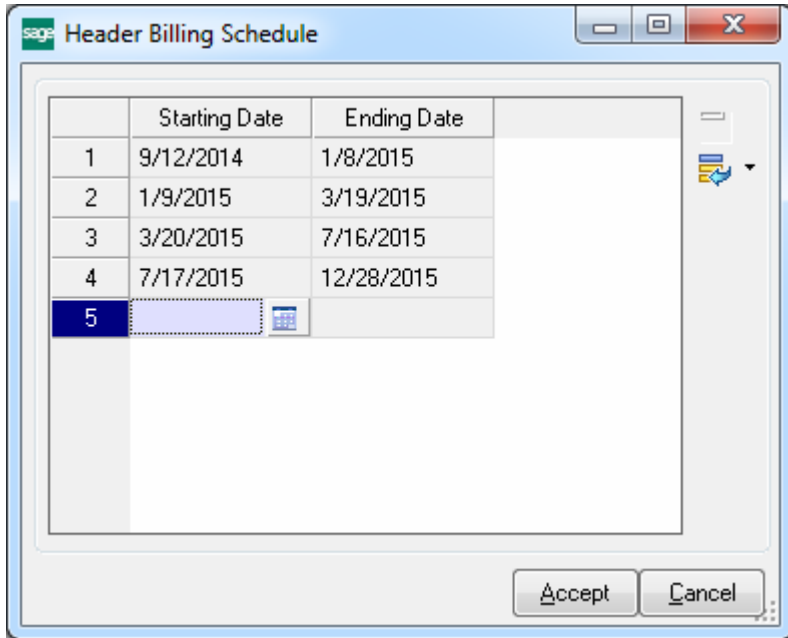 sage Header Billing Schedule
Starting Date Ending Date
1 9/12/2014 1/8/2015
2 1/9/2015 3/19/2015
3 3/20/2015 7/16/2015
4 7/17/2015 12/28/2015
5
Accept Cancel